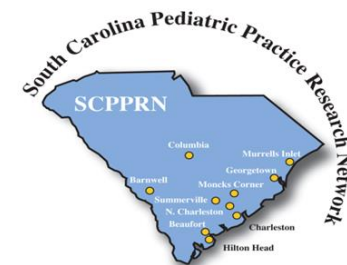 South Carolina Pediatric Practice Research Network
SCPPRN
Columbia
Murrells Inlet
Georgetown
Barnwell
Moncks Corner
Summerville
N. Charleston
Charleston
Beaufort
Hilton Head